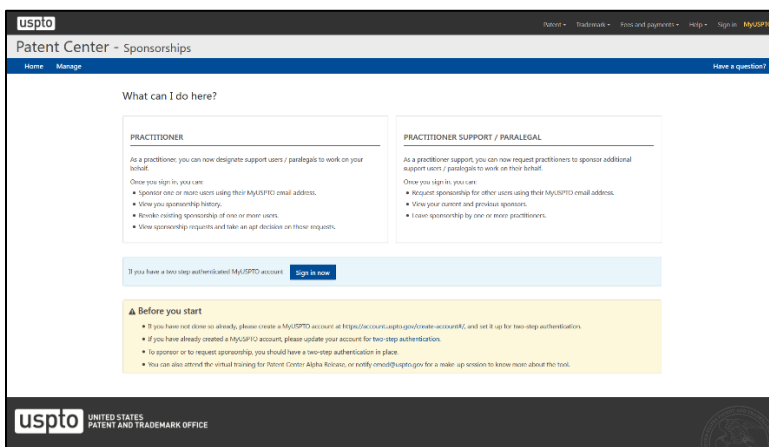 uspto
Patent Trademark Fees and payments Help Sign in MyUSPTO
Patent Center - Sponsorships
Home Manage Have a question?
What can I do here?
PRACTITIONER
As a practitioner, you can now designate support users / paralegals to work on your
behalf.
Once you sign in, you can:
• Sponsor one or more users using their MyUSPTO email address.
• View you sponsorship history.
• Revoke existing sponsorship of one or more users.
• View sponsorship requests and take an apt decision on those requests.
PRACTITIONER SUPPORT / PARALEGAL
As a practitioner support, you can now request practitioners to sponsor additional
support users / paralegals to work on their behalf.
Once you sign in, you can:
• Request sponsorship for other users using their MyUSPTO email address.
• View your current and previous sponsors.
• Leave sponsorship by one or more practitioners.
If you have a two step authenticated MyUSPTO account Sign in now
Before you start
• If you have not done so already, please create a MyUSPTO account at https://account.uspto.gov/create-account#/, and set it up for two-step authentication.
• If you have already created a MyUSPTO account, please update your account for two-step authentication.
• To sponsor or to request sponsorship, you should have a two-step authentication in place.
• You can also attend the virtual training for Patent Center Alpha Release, or notify emod@uspto.gov for a make-up session to know more about the tool.
uspto UNITED STATES
PATENT AND TRADEMARK OFFICE